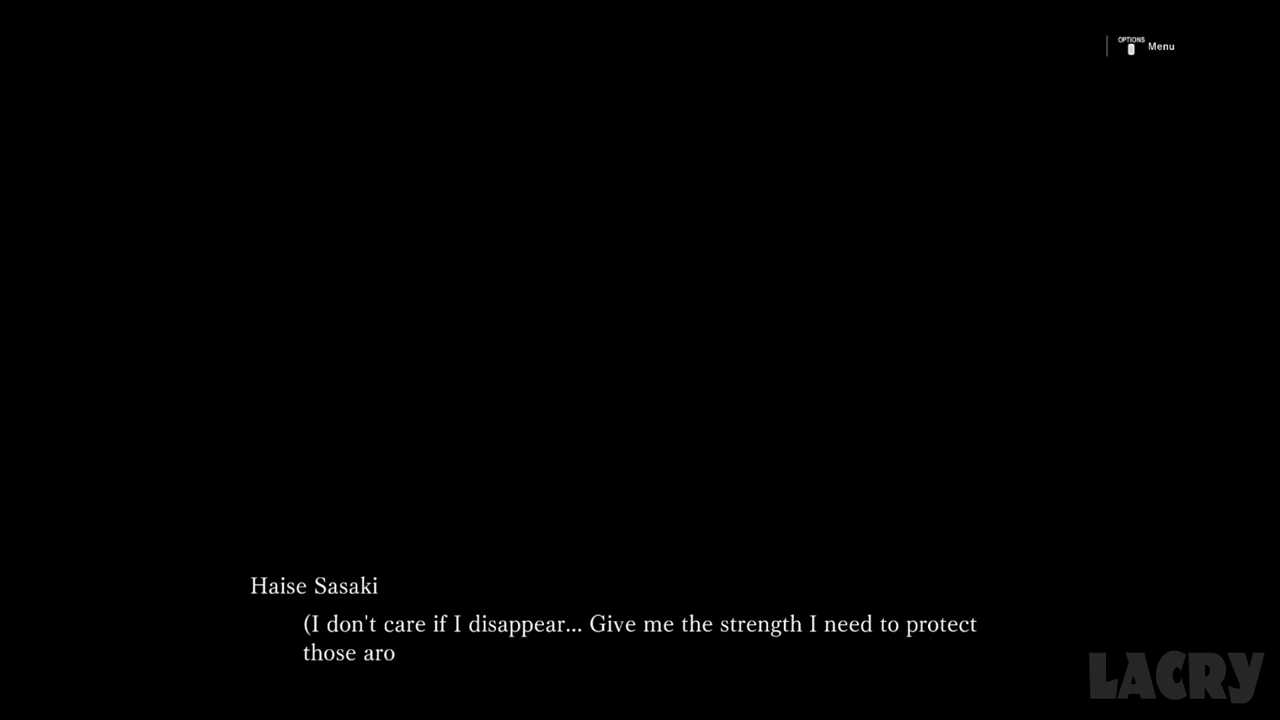 OPTIONS
Menu
Haise Sasaki
(I don't care if I disappear... Give me the strength I need to protect
those aro
LACRY